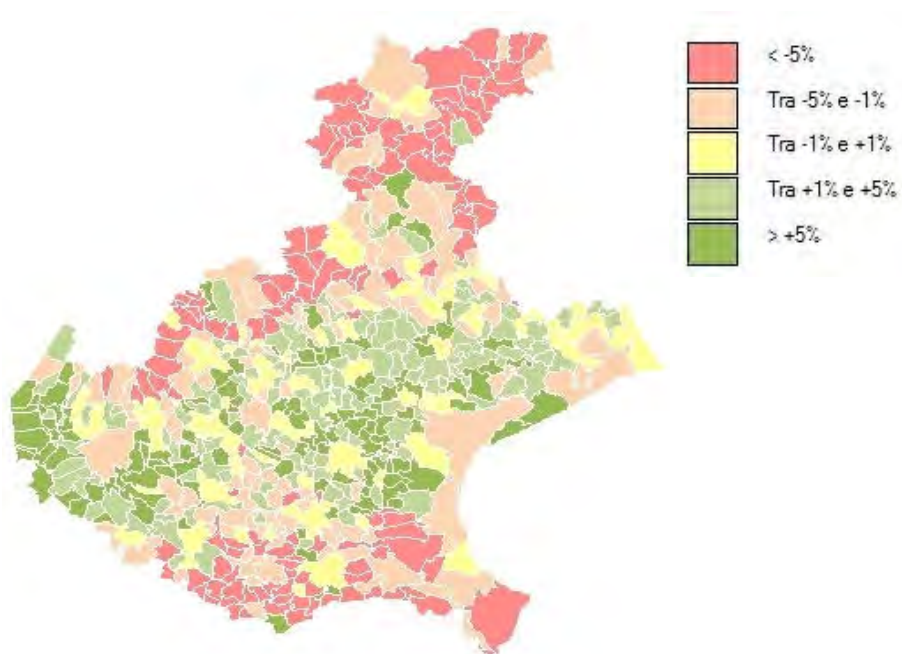 < -5%
Tra -5% e -1%
Tra -1% e +1%
Tra +1% e +5%
> +5%